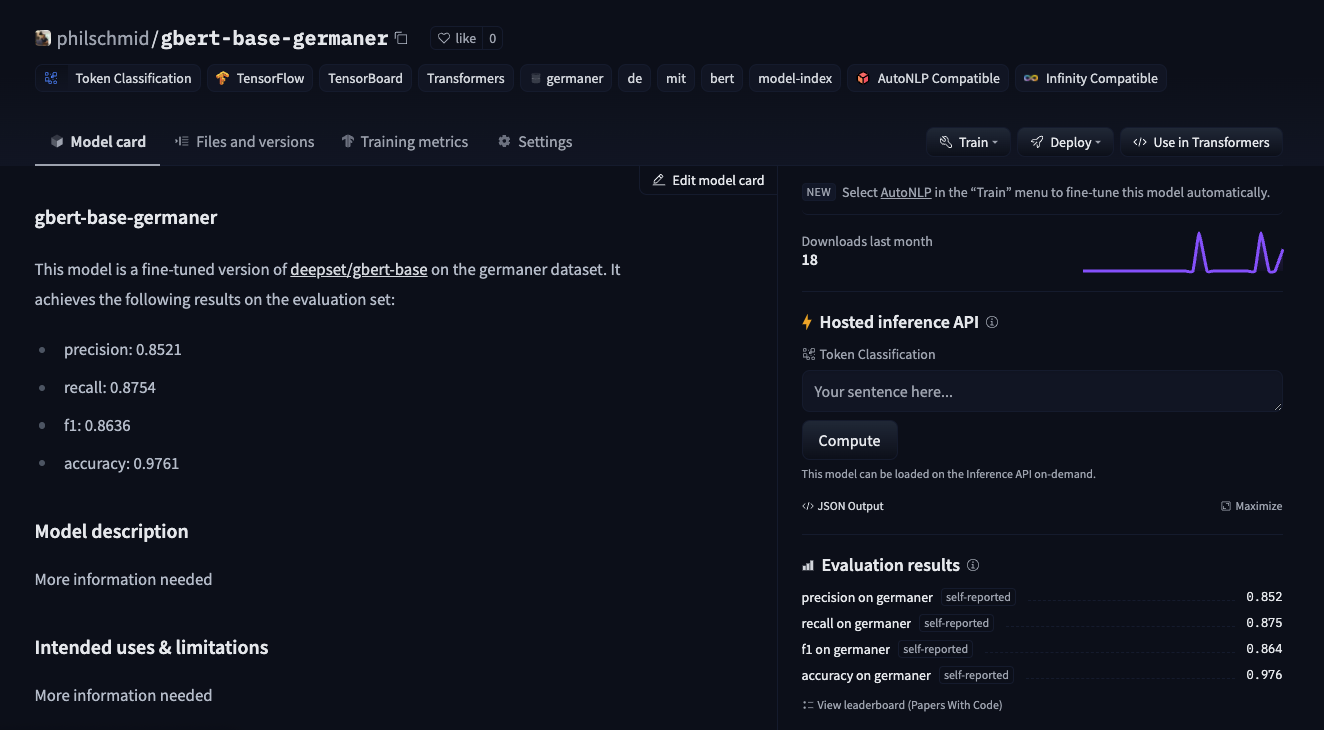 philschmid/gbert-base-germaner like 0
Token Classification TensorFlow TensorBoard Transformers germaner de mit bert model-index AutoNLP Compatible Infinity Compatible
Model card Files and versions Training metrics Settings Train Deploy Use in Transformers
Edit model card
gbert-base-germaner
This model is a fine-tuned version of deepset/gbert-base on the germaner dataset. It
achieves the following results on the evaluation set:
precision: 0.8521
recall: 0.8754
f1: 0.8636
accuracy: 0.9761
Model description
More information needed
Intended uses & limitations
More information needed
NEW Select AutoNLP in the “Train” menu to fine-tune this model automatically.
Downloads last month
18
Hosted inference API
Token Classification
Your sentence here...
Compute
This model can be loaded on the Inference API on-demand.
JSON Output Maximize
Evaluation results
precision on germaner self-reported 0.852
recall on germaner self-reported 0.875
f1 on germaner self-reported 0.864
accuracy on germaner self-reported 0.976
View leaderboard (Papers With Code)